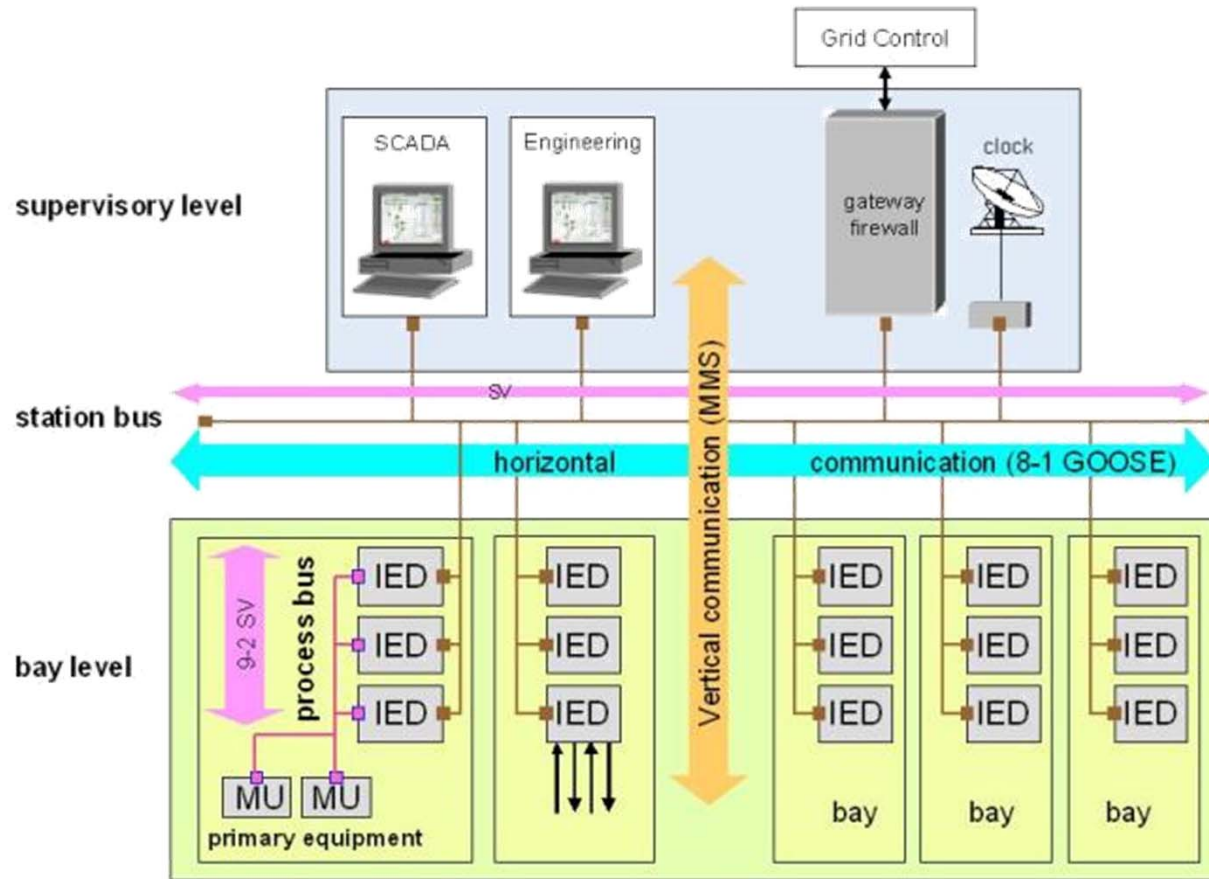 Grid Control
SCADA
Engineering
clock
gateway
firewall
supervisory level
SV
station bus
horizontal
communication (8-1 GOOSE)
Vertical communication (MMS)
bay level
9-2 SV
process bus
IED
IED
IED
MU
MU
primary equipment
IED
IED
IED
IED
IED
IED
bay
IED
IED
IED
bay
IED
IED
IED
bay